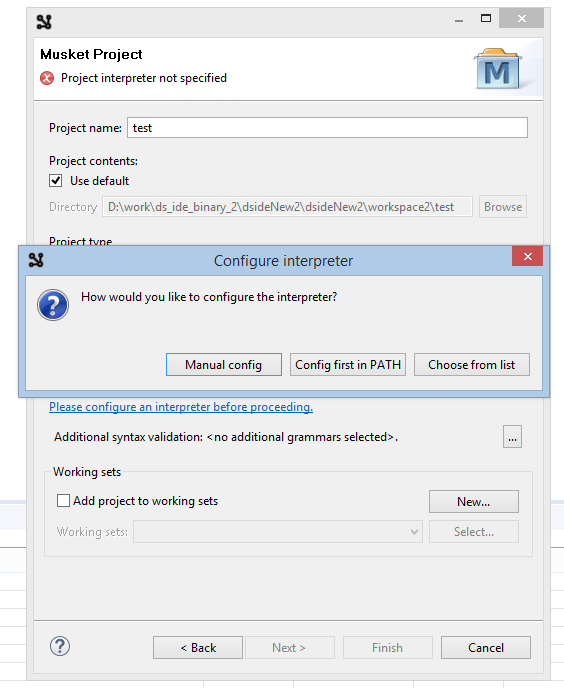 Musket Project
Project interpreter not specified
M
Project name: test
Project contents:
Use default
Directory D:\work\ds_ide_binary_2\dsideNew2\dsideNew2\workspace2\test Browse
Project type
Configure interpreter
How would you like to configure the interpreter?
Manual config Config first in PATH Choose from list
Please configure an interpreter before proceeding.
Additional syntax validation: <no additional grammars selected>. ...
Working sets
Add project to working sets New...
Working sets: Select...
< Back Next > Finish Cancel